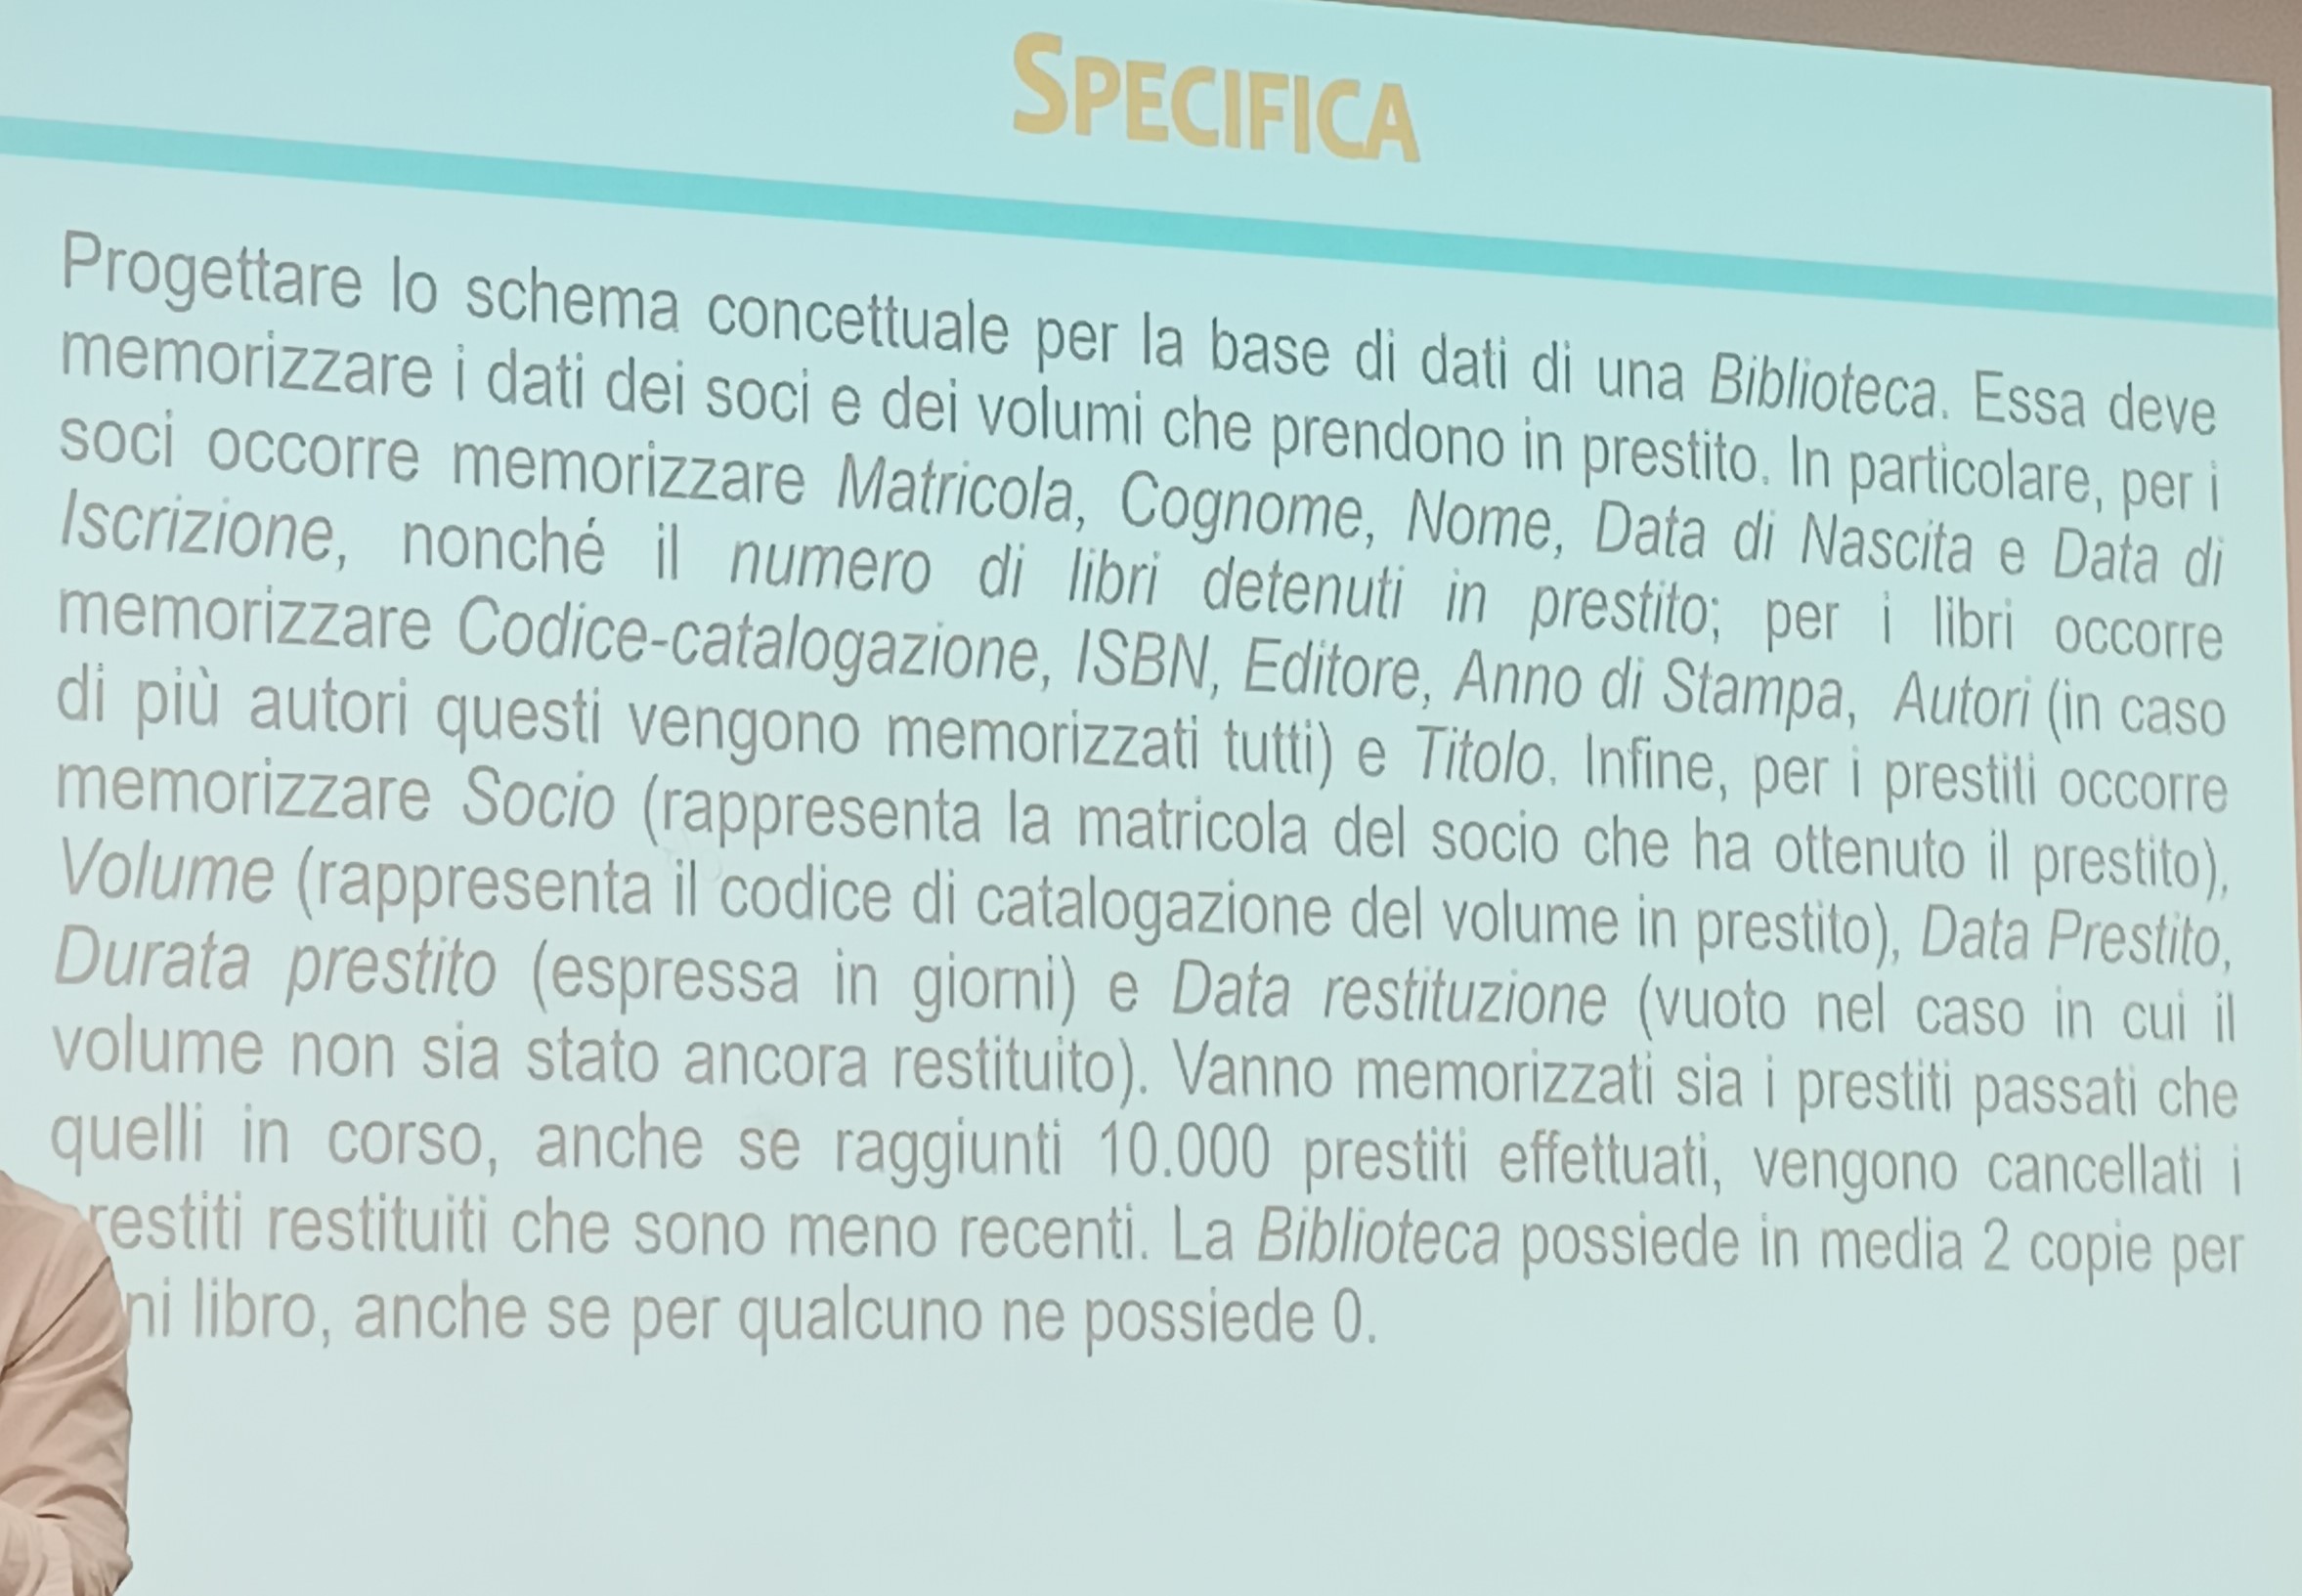 SPECIFICA
Progettare lo schema concettuale per la base di dati di una Biblioteca. Essa deve
memorizzare i dati dei soci e dei volumi che prendono in prestito. In particolare, per i
soci occorre memorizzare Matricola, Cognome, Nome, Data di Nascita e Data di
Iscrizione, nonché il numero di libri detenuti in prestito; per i libri occorre
memorizzare Codice-catalogazione, ISBN, Editore, Anno di Stampa, Autori (in caso
di più autori questi vengono memorizzati tutti) e Titolo. Infine, per i prestiti occorre
memorizzare Socio (rappresenta la matricola del socio che ha ottenuto il prestito),
Volume (rappresenta il codice di catalogazione del volume in prestito), Data Prestito,
Durata prestito (espressa in giorni) e Data restituzione (vuoto nel caso in cui il
volume non sia stato ancora restituito). Vanno memorizzati sia i prestiti passati che
quelli in corso, anche se raggiunti 10.000 prestiti effettuati, vengono cancellati i
restiti restituiti che sono meno recenti. La Biblioteca possiede in media 2 copie per
ni libro, anche se per qualcuno ne possiede 0.